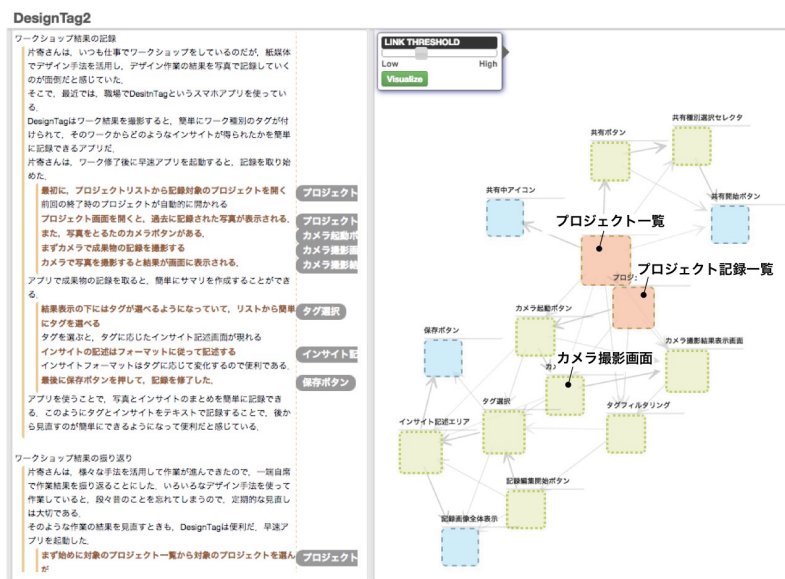 DesignTag2
ワークショップ結果の記録
片寄さんは、いつも仕事でワークショップをしているのだが、紙媒体
でデザイン手法を活用し、デザイン作業の結果を写真で記録していく
のが面倒だと感じていた。
そこで、最近では、職場でDesitnTagというスマホアプリを使ってい
る。
DesignTagはワーク結果を撮影すると、簡単にワーク種別のタグが付
けられて、そのワークからどのようなインサイトが得られたかを簡単
に記録できるアプリだ。
片寄さんは、ワーク修了後に早速アプリを起動すると、記録を取り始
めた。
最初に、プロジェクトリストから記録対象のプロジェクトを開く
プロジェクト
前回の終了時のプロジェクトが自動的に開かれる
プロジェクト画面を開くと、過去に記録された写真が表示される。
プロジェクト
また、写真をとるためのカメラボタンがある。
カメラ起動ボ
まずカメラで成果物の記録を撮影する
カメラ撮影画
カメラで写真を撮影すると結果が画面に表示される。
カメラ撮影結
アプリで成果物の記録を取ると、簡単にサマリを作成することができ
る。
結果表示の下にはタグが選べるようになっていて、リストから簡単
にタグを選べる
タグ選択
タグを選ぶと、タグに応じたインサイト記述画面が現れる
インサイトの記述はフォーマットに従って記述する
インサイト記
インサイトフォーマットはタグに応じて変化するので便利である。
最後に保存ボタンを押して、記録を修了した。
保存ボタン
アプリを使うことで、写真とインサイトのまとめを簡単に記録でき
る。このようにタグとインサイトをテキストで記録することで、後か
ら見直すのが簡単にできるようになって便利だと感じている。
ワークショップ結果の振り返り
片寄さんは、様々な手法を活用して作業が進んできたので、一端自席
で作業結果を振り返ることにした。いろいろなデザイン手法を使って
作業していると、段々昔のことを忘れてしまうので、定期的な見直し
は大切である。
そのような作業の結果を見直すときも、DesignTagは便利だ。早速ア
プリを起動した。
まず始めに対象のプロジェクト一覧から対象のプロジェクトを選ん
が
プロジェクト
LINK THRESHOLD
Low
High
Visualize
共有種別選択セレクタ
共有ボタン
共有中アイコン
共有開始ボタン
プロジェクト一覧
プロジェクト記録一覧
プロジ
カメラ起動ボタン
保存ボタン
カメラ撮影結果表示画面
カメラ撮影画面
タグ選択
タグフィルタリング
インサイト記述エリア
記録編集開始ボタン
記録画像全体表示